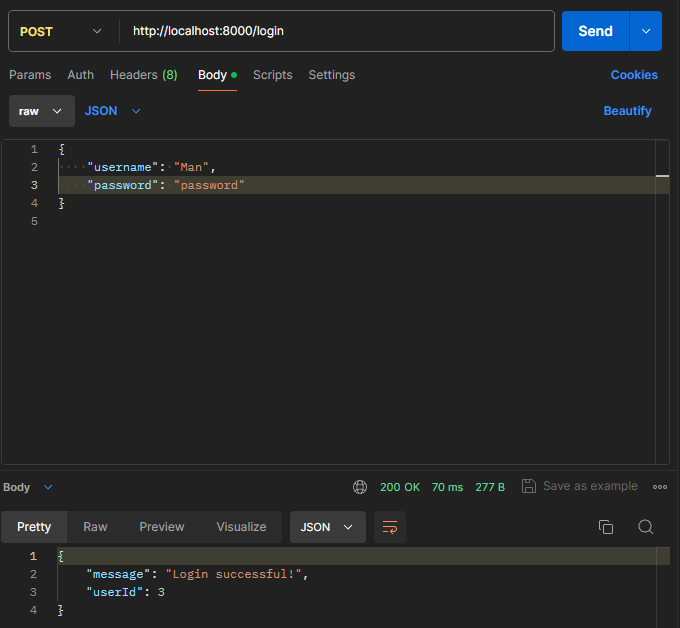 POST http://localhost:8000/login Send
Params Auth Headers (8) Body Scripts Settings Cookies
raw JSON Beautify
1 {
2 "username": "Man",
3 "password": "password"
4 }
5
Body 200 OK 70 ms 277 B Save as example
Pretty Raw Preview Visualize JSON
1 {
2 "message": "Login successful!",
3 "userId": 3
4 }